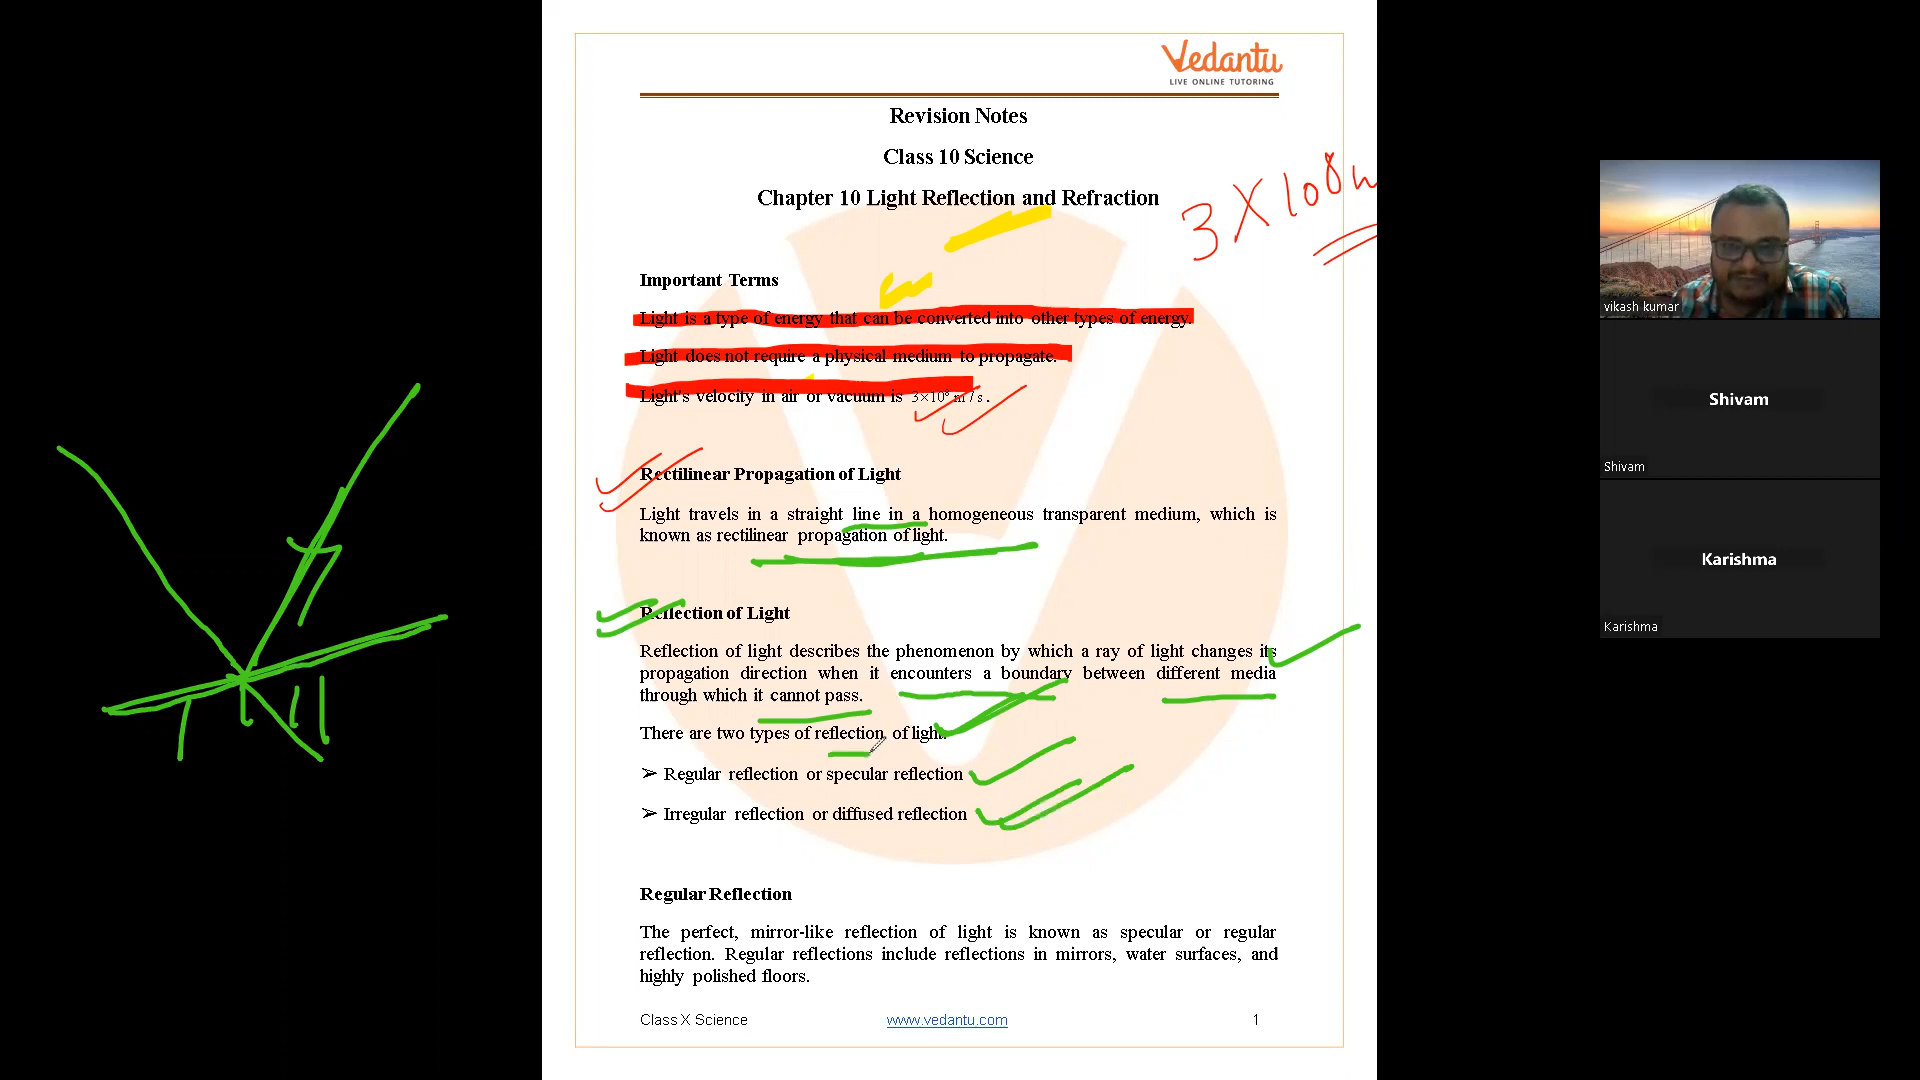 Vedantu
LIVE ONLINE TUTORING
Revision Notes
Class 10 Science
Chapter 10 Light Reflection and Refraction
3 X 10⁸ m
Important Terms
Light is a type of energy that can be converted into other types of energy.
Light does not require a physical medium to propagate.
Light's velocity in air or vacuum is 3×10⁸ m / s .
Rectilinear Propagation of Light
Light travels in a straight line in a homogeneous transparent medium, which is
known as rectilinear propagation of light.
Reflection of Light
Reflection of light describes the phenomenon by which a ray of light changes its
propagation direction when it encounters a boundary between different media
through which it cannot pass.
There are two types of reflection of light.
➢ Regular reflection or specular reflection
➢ Irregular reflection or diffused reflection
Regular Reflection
The perfect, mirror-like reflection of light is known as specular or regular
reflection. Regular reflections include reflections in mirrors, water surfaces, and
highly polished floors.
Class X Science www.vedantu.com 1
vikash kumar
Shivam
Shivam
Karishma
Karishma